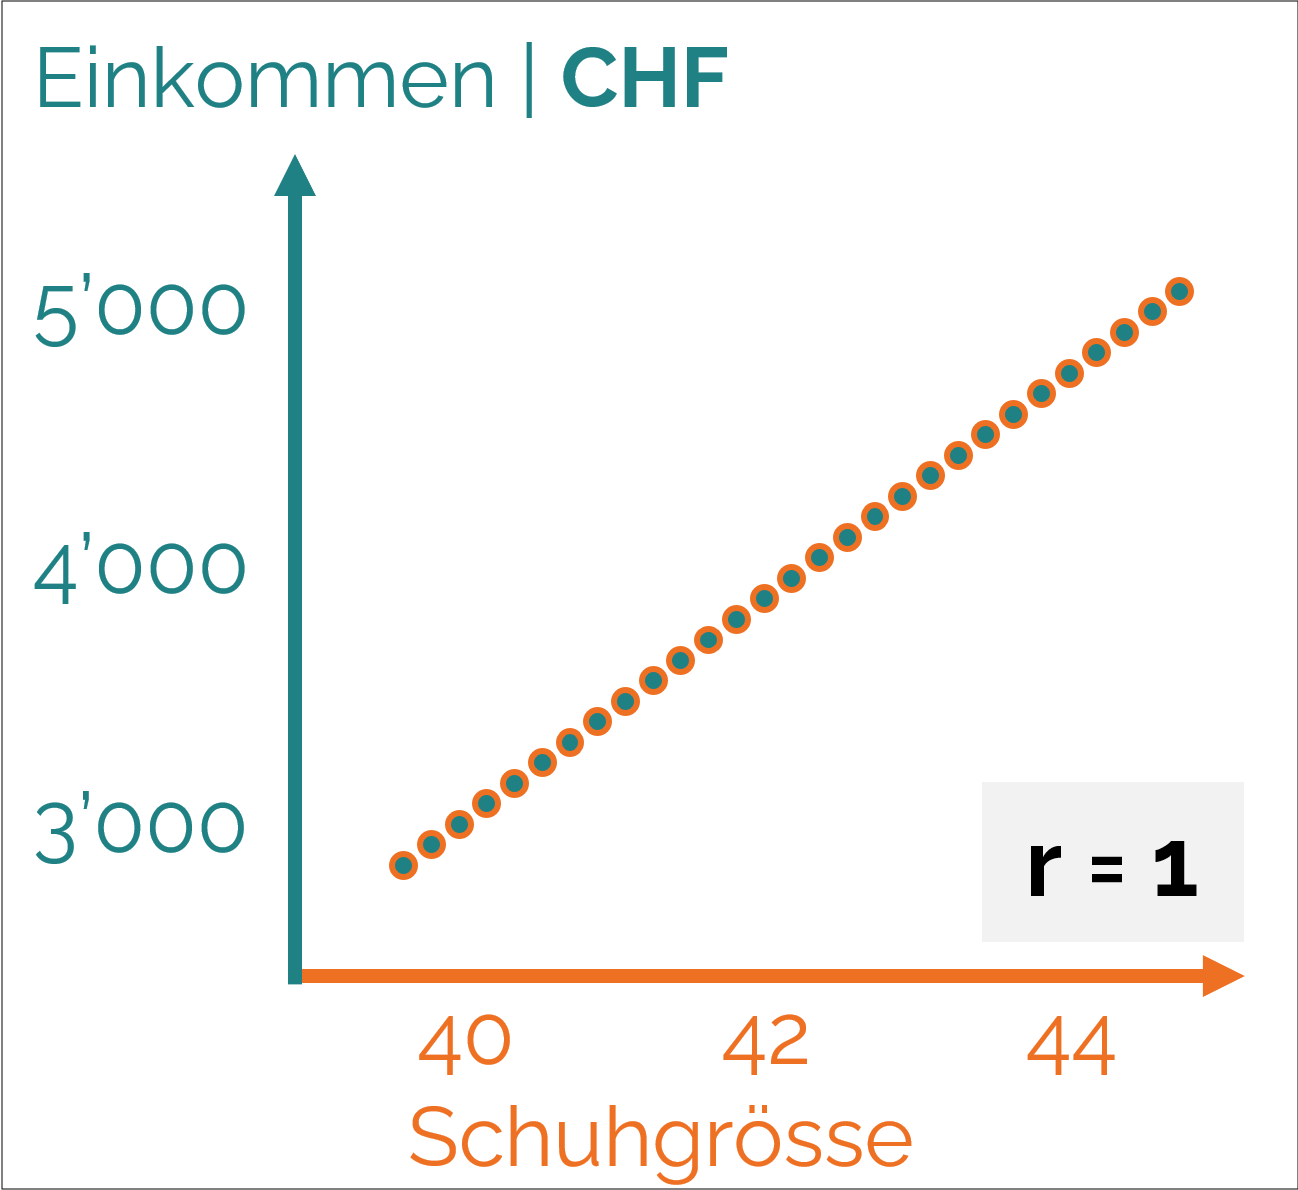 Einkommen | CHF
5’000
4’000
3’000
r = 1
40 42 44
Schuhgrösse